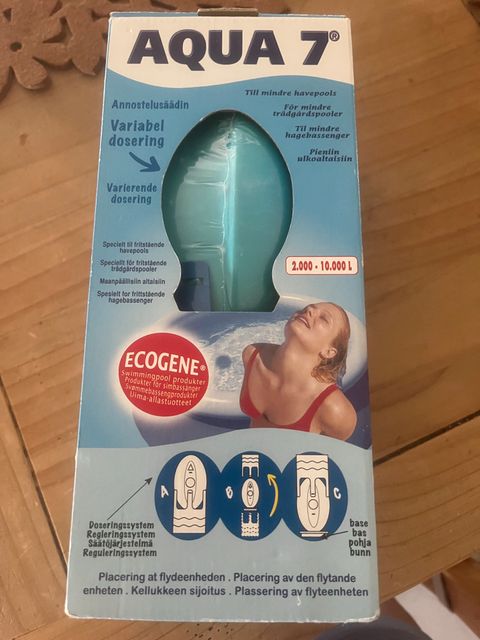 AQUA 7®
Annostelusäädin
Variabel
dosering
Varierende
dosering
Til mindre havepools
För mindre
trädgårdspooler
Til mindre
hagebassenger
Pieniin
ulkoaltaisiin
Specielt til fritstående
havepools
Speciellt för fristående
trädgårdspooler
Maanpäällisiin altaisiin
Spesielt for frittstående
hagebassenger
2.000 - 10.000 L
ECOGENE®
Swimmingpool produkter
Produkter för simbassänger
Svømmebassengprodukter
Uima-allastuotteet
A
B
C
Doseringssystem
Regleringssystem
Säätöjärjestelmä
Reguleringssystem
base
bas
pohja
bunn
Placering at flydeenheden . Placering av den flytande
enheten . Kellukkeen sijoitus . Plassering av flyteenheten